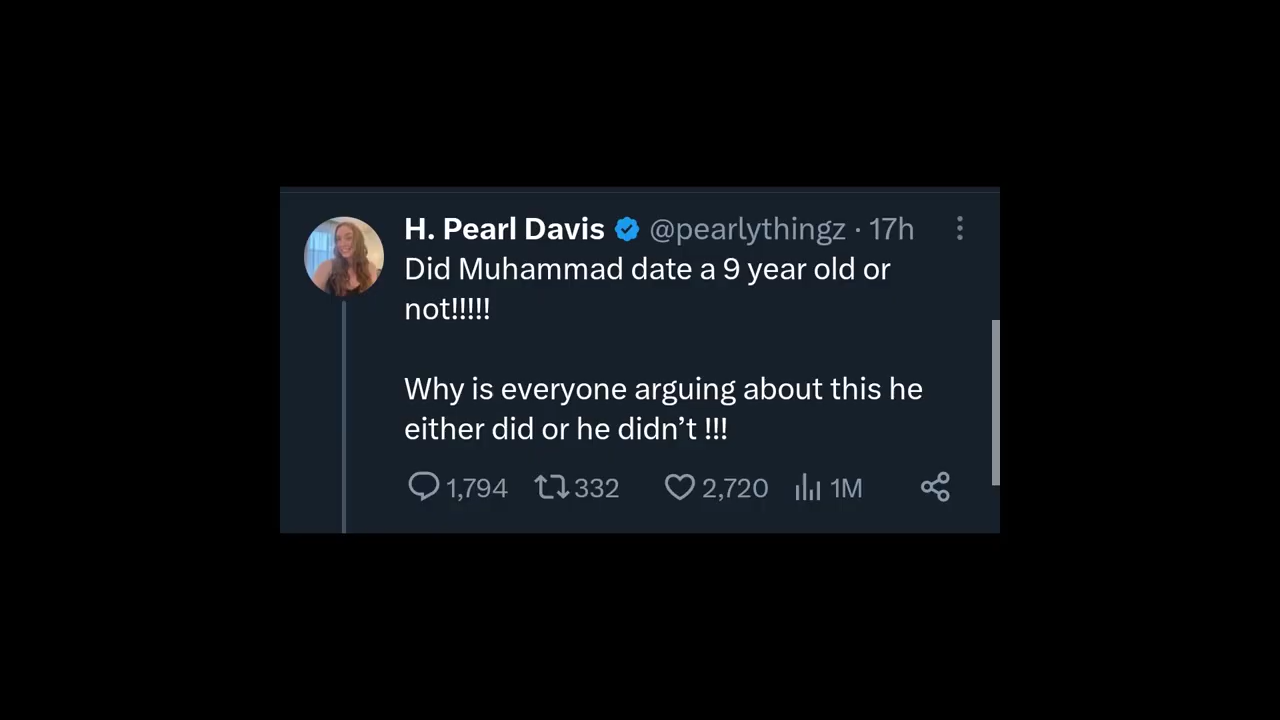 H. Pearl Davis @pearlythingz · 17h
Did Muhammad date a 9 year old or
not!!!!!
Why is everyone arguing about this he
either did or he didn’t !!!
1,794 332 2,720 1M